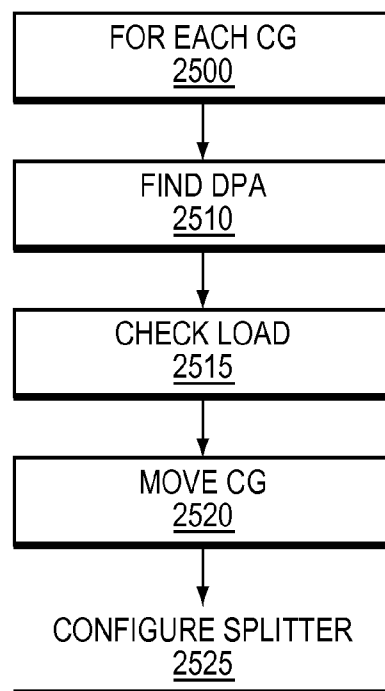 FOR EACH CG
2500
FIND DPA
2510
CHECK LOAD
2515
MOVE CG
2520
CONFIGURE SPLITTER
2525